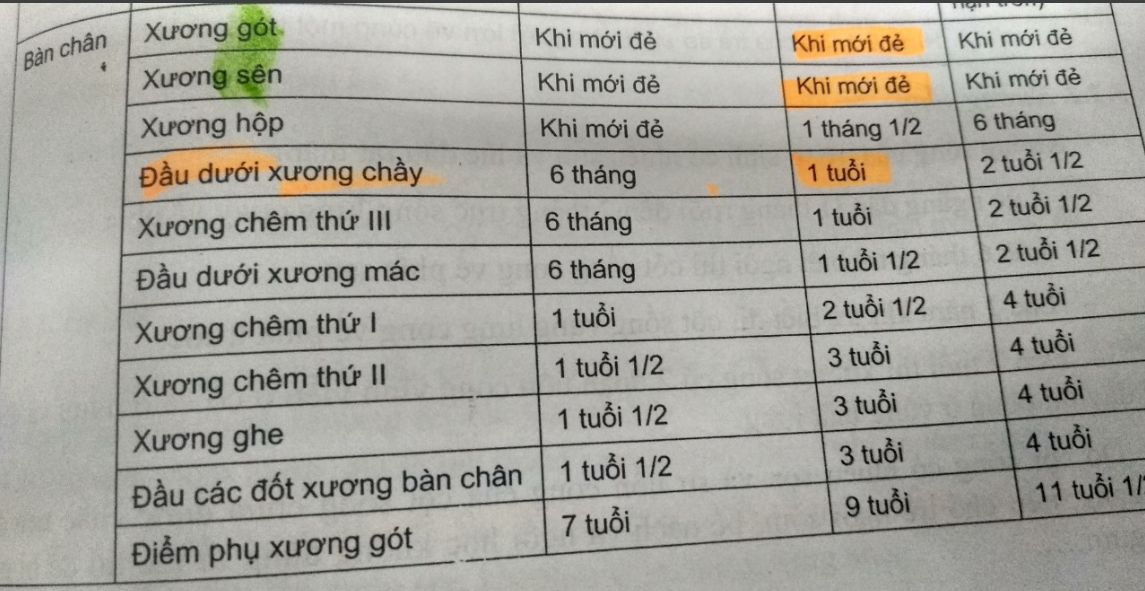 Bàn chân
Xương gót Khi mới đẻ Khi mới đẻ Khi mới đẻ
Xương sên Khi mới đẻ Khi mới đẻ Khi mới đẻ
Xương hộp Khi mới đẻ 1 tháng 1/2 6 tháng
Đầu dưới xương chầy 6 tháng 1 tuổi 2 tuổi 1/2
Xương chêm thứ III 6 tháng 1 tuổi 2 tuổi 1/2
Đầu dưới xương mác 6 tháng 1 tuổi 1/2 2 tuổi 1/2
Xương chêm thứ I 1 tuổi 2 tuổi 1/2 4 tuổi
Xương chêm thứ II 1 tuổi 1/2 3 tuổi 4 tuổi
Xương ghe 1 tuổi 1/2 3 tuổi 4 tuổi
Đầu các đốt xương bàn chân 1 tuổi 1/2 3 tuổi 4 tuổi
Điểm phụ xương gót 7 tuổi 9 tuổi 11 tuổi